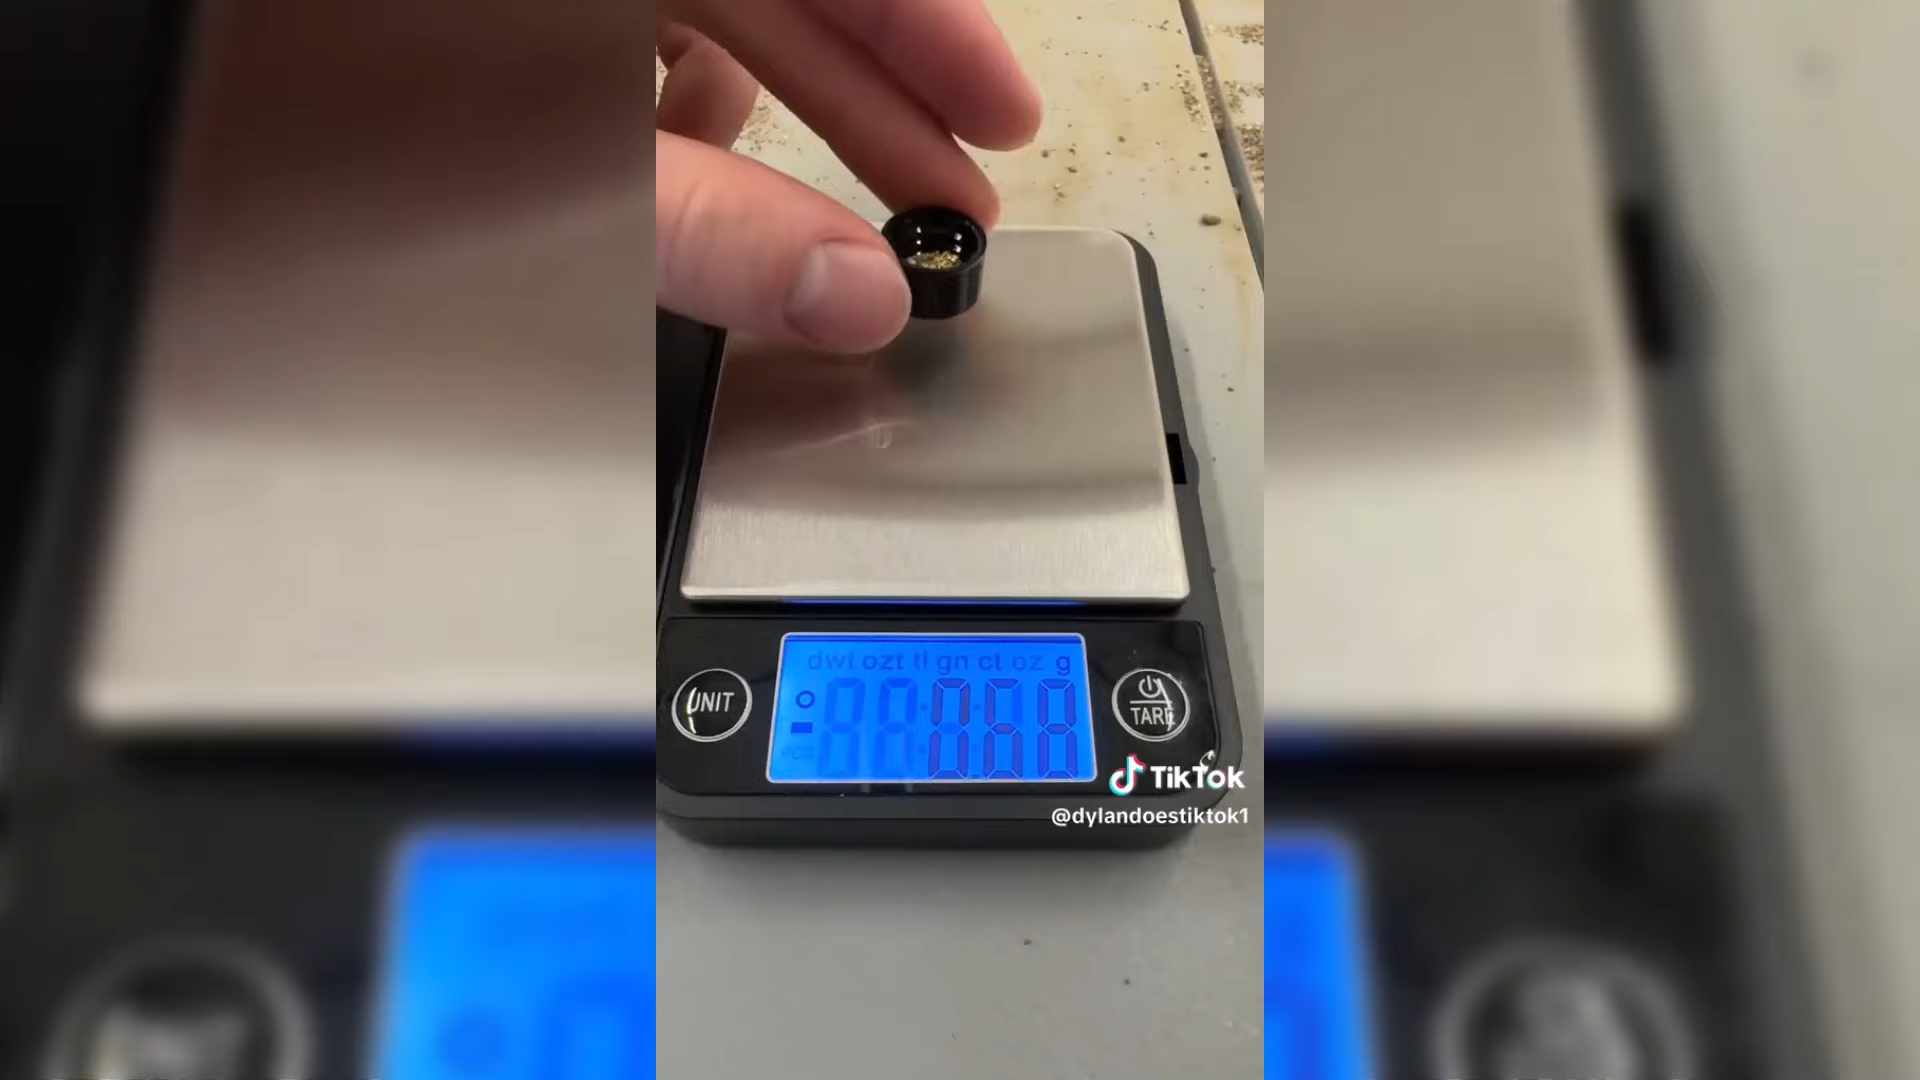 dwt ozt tl gn ct oz g
UNIT
TARE
TikTok
@dylandoestiktok1